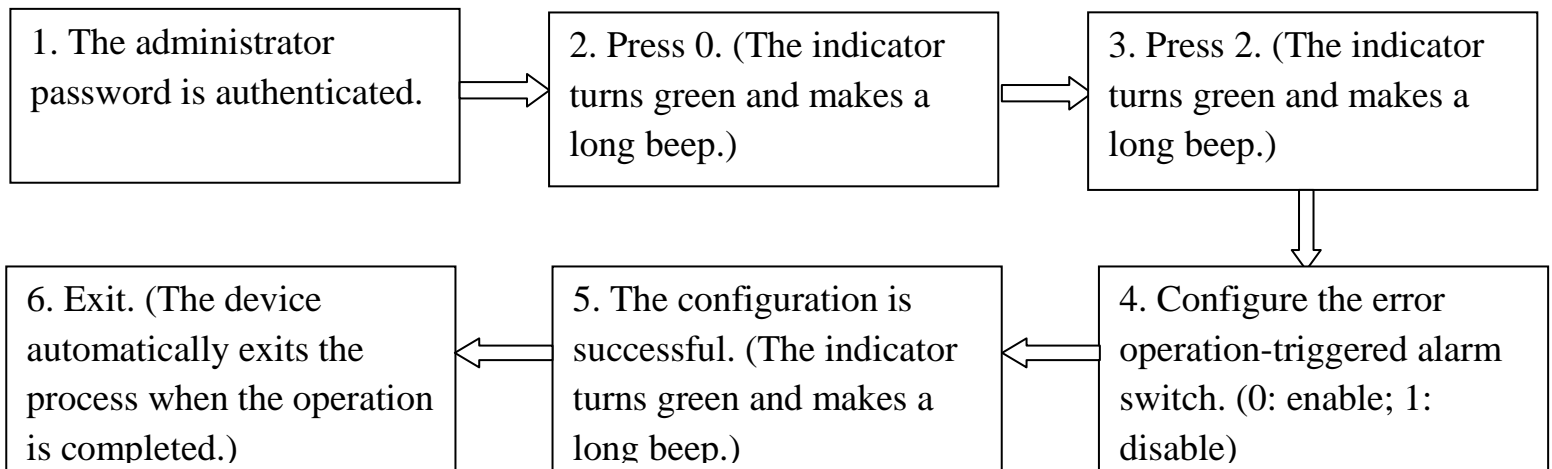 1. The administrator
password is authenticated.
2. Press 0. (The indicator
turns green and makes a
long beep.)
3. Press 2. (The indicator
turns green and makes a
long beep.)
4. Configure the error
operation-triggered alarm
switch. (0: enable; 1:
disable)
5. The configuration is
successful. (The indicator
turns green and makes a
long beep.)
6. Exit. (The device
automatically exits the
process when the operation
is completed.)